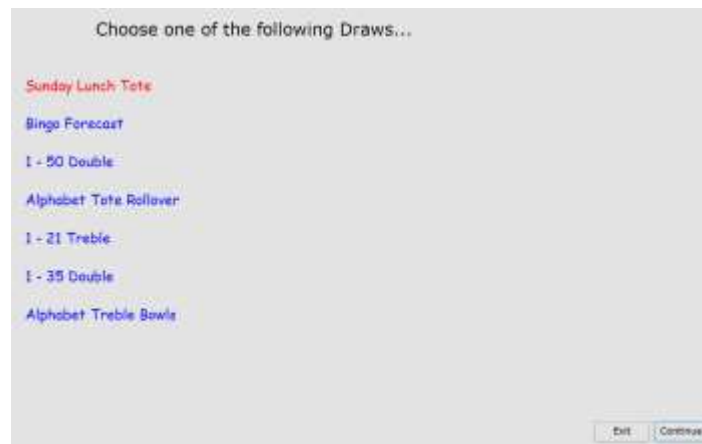 Choose one of the following Draws...
Sunday Lunch Tote
Bingo Forecast
1 - 50 Double
Alphabet Tote Rollover
1 - 21 Treble
1 - 35 Double
Alphabet Treble Bowls
Exit
Continue